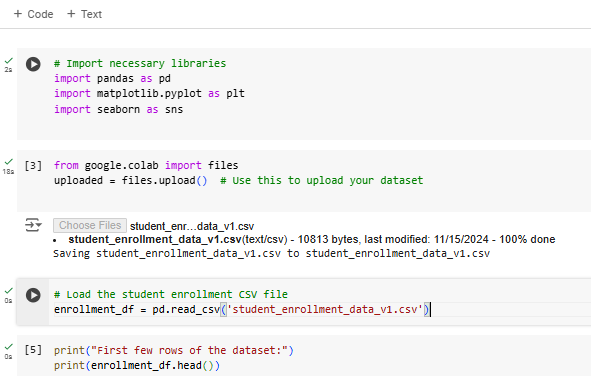 + Code + Text
2s
# Import necessary libraries
import pandas as pd
import matplotlib.pyplot as plt
import seaborn as sns
18s
[3] from google.colab import files
uploaded = files.upload() # Use this to upload your dataset
Choose Files student_enr...data_v1.csv
• student_enrollment_data_v1.csv(text/csv) - 10813 bytes, last modified: 11/15/2024 - 100% done
Saving student_enrollment_data_v1.csv to student_enrollment_data_v1.csv
0s
# Load the student enrollment CSV file
enrollment_df = pd.read_csv('student_enrollment_data_v1.csv')
0s
[5] print("First few rows of the dataset:")
print(enrollment_df.head())